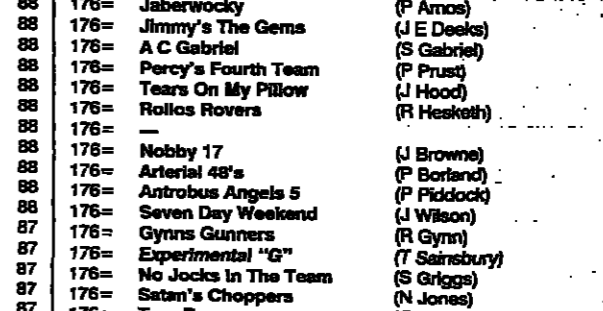 88 176= Jaberwocky (P Amos)
88 176= Jimmy's The Gems (J E Deeks)
88 176= A C Gabriel (S Gabriel)
88 176= Percy's Fourth Team (P Prust)
88 176= Tears On My Pillow (J Hood)
88 176= Rollos Rovers (R Hesketh)
88 176= —
88 176= Nobby 17 (J Browne)
88 176= Arterial 48's (P Borland)
88 176= Antrobus Angels 5 (P Piddock)
88 176= Seven Day Weekend (J Wilson)
87 176= Gynns Gunners (R Gynn)
87 176= Experimental "G" (T Sainsbury)
87 176= No Jocks In The Team (S Griggs)
87 176= Satan's Choppers (N Jones)
87